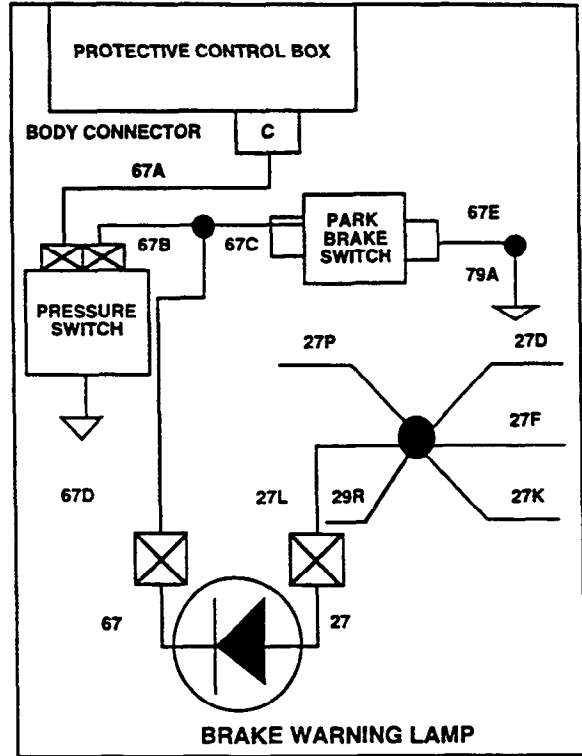 PROTECTIVE CONTROL BOX
BODY CONNECTOR
C
67A
67B
67C
PARK
BRAKE
SWITCH
67E
79A
PRESSURE
SWITCH
27P
27D
27F
67D
27L
29R
27K
67
27
BRAKE WARNING LAMP